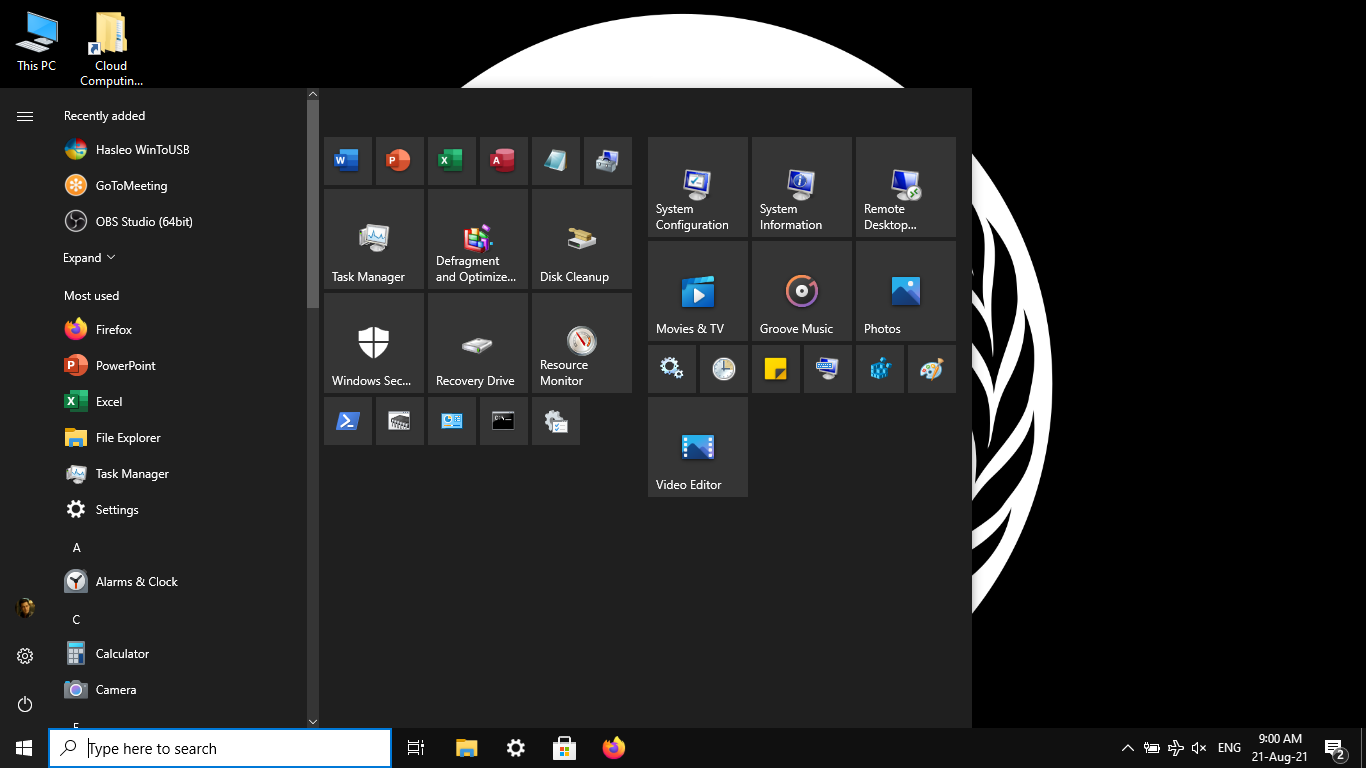 This PC
Cloud
Computin...
Recently added
Hasleo WinToUSB
GoToMeeting
OBS Studio (64bit)
Expand
Most used
Firefox
PowerPoint
Excel
File Explorer
Task Manager
Settings
A
Alarms & Clock
C
Calculator
Camera
Task Manager
Defragment
and Optimize...
Disk Cleanup
Windows Sec...
Recovery Drive
Resource
Monitor
System
Configuration
System
Information
Remote
Desktop...
Movies & TV
Groove Music
Photos
Video Editor
Type here to search
ENG
9:00 AM
21-Aug-21
2